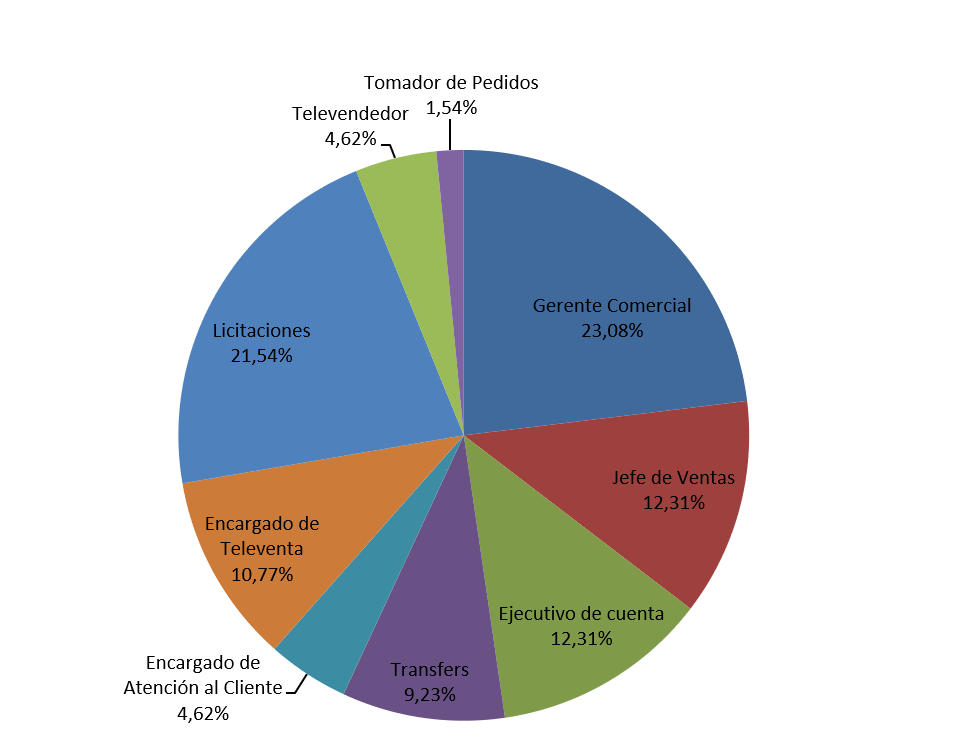 Tomador de Pedidos
1,54%
Televendedor
4,62%
Gerente Comercial
23,08%
Licitaciones
21,54%
Jefe de Ventas
12,31%
Encargado de
Televenta
10,77%
Ejecutivo de cuenta
12,31%
Transfers
9,23%
Encargado de
Atención al Cliente
4,62%